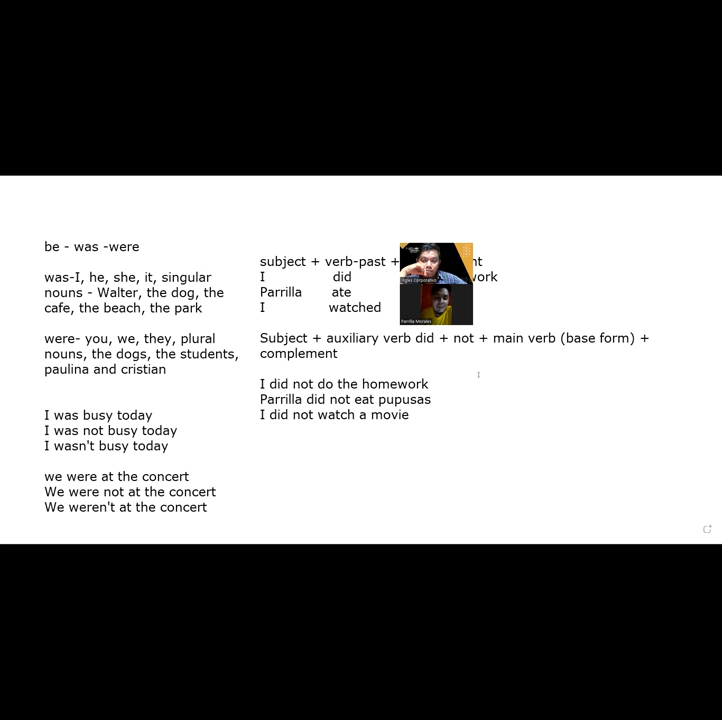 be - was -were
was-I, he, she, it, singular
nouns - Walter, the dog, the
cafe, the beach, the park
were- you, we, they, plural
nouns, the dogs, the students,
paulina and cristian
I was busy today
I was not busy today
I wasn't busy today
we were at the concert
We were not at the concert
We weren't at the concert
subject + verb-past +
I did
Parrilla ate
I watched
Subject + auxiliary verb did + not + main verb (base form) +
complement
I did not do the homework
Parrilla did not eat pupusas
I did not watch a movie
Parrilla Morales